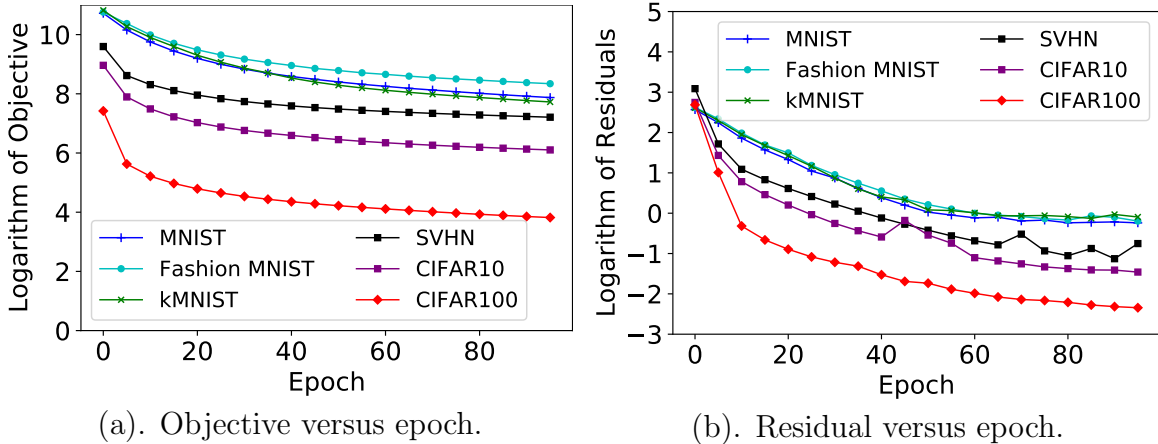 10
8
6
4
2
0
Logarithm of Objective
MNIST
Fashion MNIST
kMNIST
SVHN
CIFAR10
CIFAR100
0 20 40 60 80
Epoch
(a). Objective versus epoch.
5
4
3
2
1
0
−1
−2
−3
Logarithm of Residuals
MNIST
Fashion MNIST
kMNIST
SVHN
CIFAR10
CIFAR100
0 20 40 60 80
Epoch
(b). Residual versus epoch.